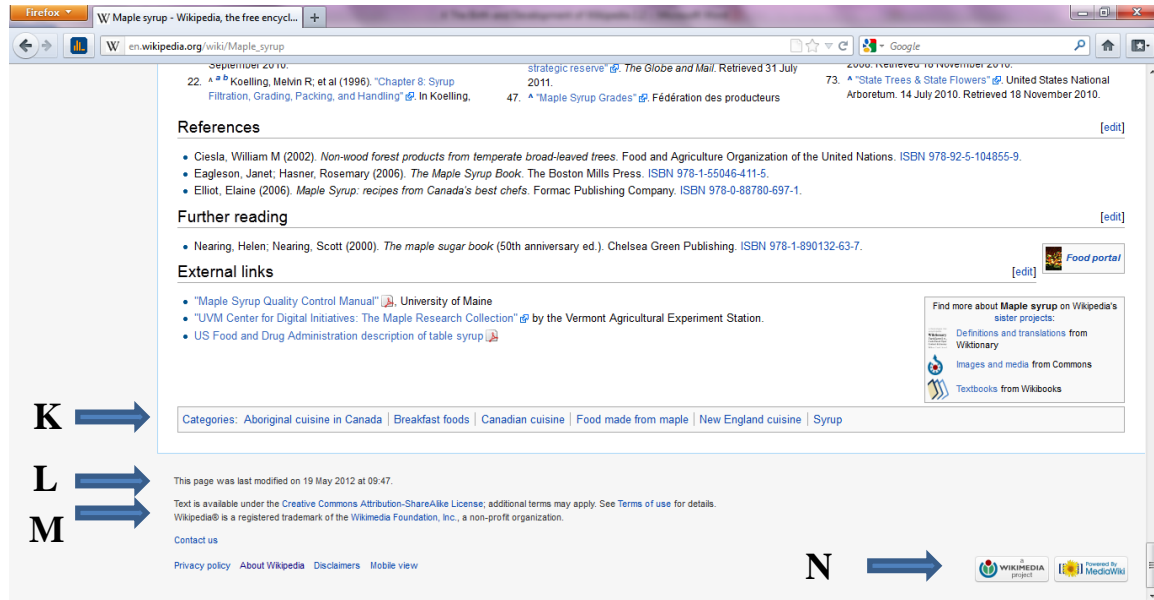 Firefox
W Maple syrup - Wikipedia, the free encycl... +
W en.wikipedia.org/wiki/Maple_syrup
Google
September 2010.
22. ^ a b Koelling, Melvin R; et al (1996). "Chapter 8: Syrup
Filtration, Grading, Packing, and Handling". In Koelling,
strategic reserve". The Globe and Mail. Retrieved 31 July
2011.
47. ^ "Maple Syrup Grades". Fédération des producteurs
2008. Retrieved 18 November 2010.
73. ^ "State Trees & State Flowers". United States National
Arboretum. 14 July 2010. Retrieved 18 November 2010.
References [edit]
• Ciesla, William M (2002). Non-wood forest products from temperate broad-leaved trees. Food and Agriculture Organization of the United Nations. ISBN 978-92-5-104855-9.
• Eagleson, Janet; Hasner, Rosemary (2006). The Maple Syrup Book. The Boston Mills Press. ISBN 978-1-55046-411-5.
• Elliot, Elaine (2006). Maple Syrup: recipes from Canada's best chefs. Formac Publishing Company. ISBN 978-0-88780-697-1.
Further reading [edit]
• Nearing, Helen; Nearing, Scott (2000). The maple sugar book (50th anniversary ed.). Chelsea Green Publishing. ISBN 978-1-890132-63-7.
Food portal
External links [edit]
• "Maple Syrup Quality Control Manual", University of Maine
• "UVM Center for Digital Initiatives: The Maple Research Collection" by the Vermont Agricultural Experiment Station.
• US Food and Drug Administration description of table syrup
Find more about Maple syrup on Wikipedia's
sister projects:
Definitions and translations from
Wiktionary
Images and media from Commons
Textbooks from Wikibooks
K
Categories: Aboriginal cuisine in Canada | Breakfast foods | Canadian cuisine | Food made from maple | New England cuisine | Syrup
L
This page was last modified on 19 May 2012 at 09:47.
M
Text is available under the Creative Commons Attribution-ShareAlike License; additional terms may apply. See Terms of use for details.
Wikipedia® is a registered trademark of the Wikimedia Foundation, Inc., a non-profit organization.
Contact us
Privacy policy About Wikipedia Disclaimers Mobile view
N
a
WIKIMEDIA
project
Powered By
MediaWiki